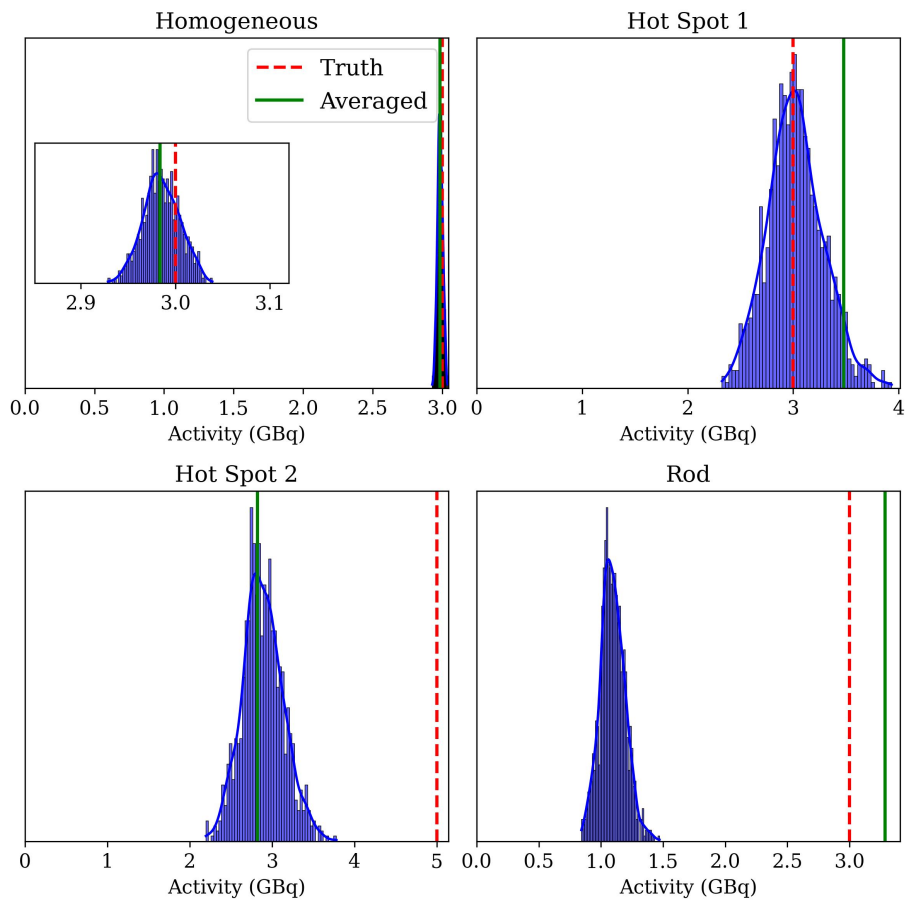 Homogeneous
Truth
Averaged
2.9 3.0 3.1
0.0 0.5 1.0 1.5 2.0 2.5 3.0
Activity (GBq)
Hot Spot 1
0 1 2 3 4
Activity (GBq)
Hot Spot 2
0 1 2 3 4 5
Activity (GBq)
Rod
0.0 0.5 1.0 1.5 2.0 2.5 3.0
Activity (GBq)